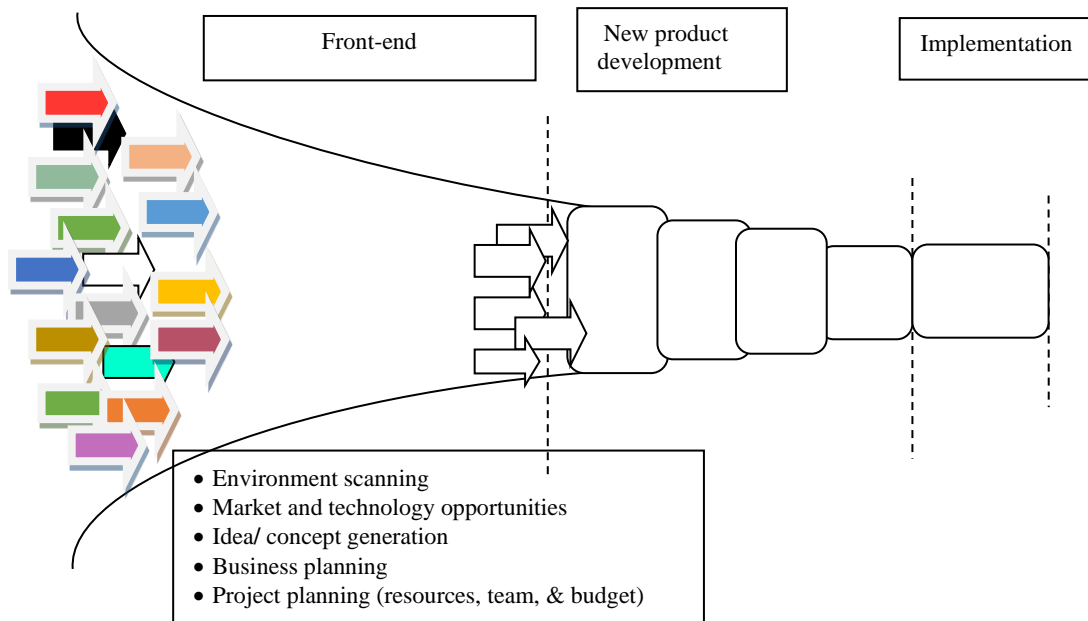 Front-end
New product
development
Implementation
• Environment scanning
• Market and technology opportunities
• Idea/ concept generation
• Business planning
• Project planning (resources, team, & budget)